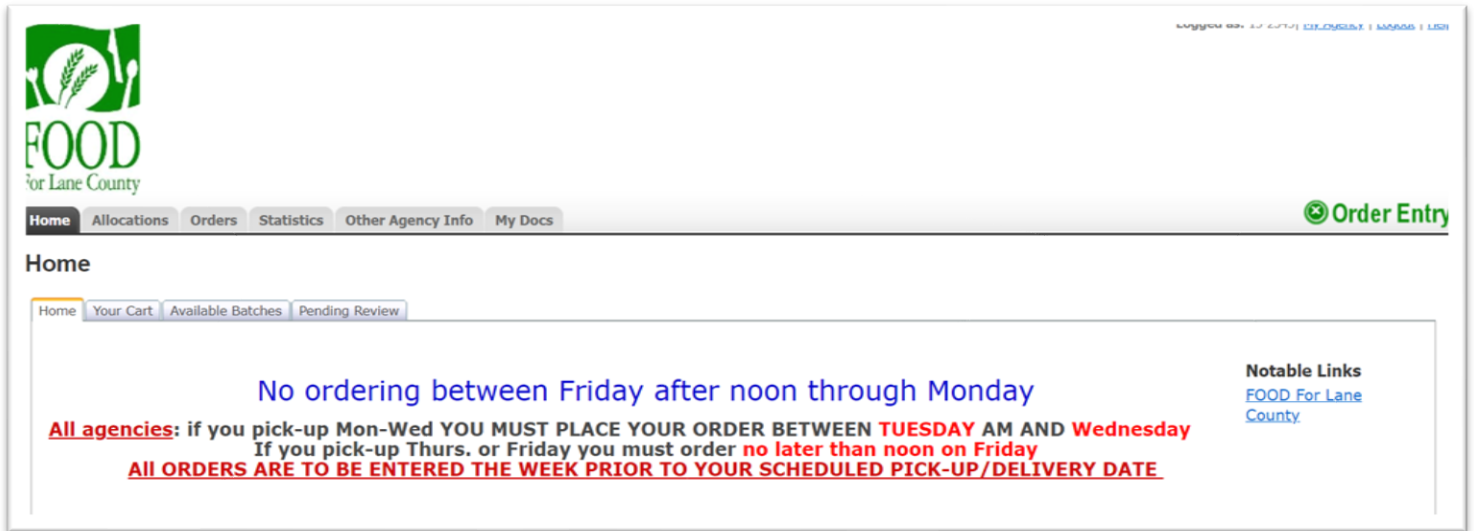 Logged as: | My Agency | Logout |
FOOD
For Lane County
Home Allocations Orders Statistics Other Agency Info My Docs
Order Entry
Home
Home Your Cart Available Batches Pending Review
No ordering between Friday after noon through Monday
All agencies: if you pick-up Mon-Wed YOU MUST PLACE YOUR ORDER BETWEEN TUESDAY AM AND Wednesday
If you pick-up Thurs. or Friday you must order no later than noon on Friday
All ORDERS ARE TO BE ENTERED THE WEEK PRIOR TO YOUR SCHEDULED PICK-UP/DELIVERY DATE
Notable Links
FOOD For Lane
County